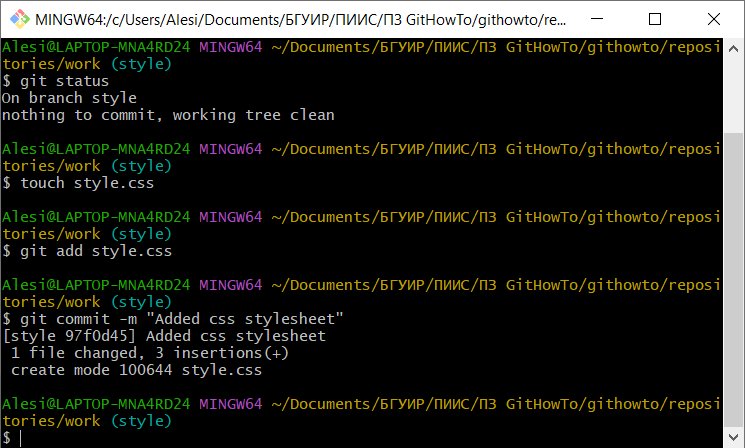 MINGW64:/c/Users/Alesi/Documents/БГУИР/ПИИС/ПЗ GitHowTo/githowto/re...
Alesi@LAPTOP-MNA4RD24 MINGW64 ~/Documents/БГУИР/ПИИС/ПЗ GitHowTo/githowto/reposi
tories/work (style)
$ git status
On branch style
nothing to commit, working tree clean
Alesi@LAPTOP-MNA4RD24 MINGW64 ~/Documents/БГУИР/ПИИС/ПЗ GitHowTo/githowto/reposi
tories/work (style)
$ touch style.css
Alesi@LAPTOP-MNA4RD24 MINGW64 ~/Documents/БГУИР/ПИИС/ПЗ GitHowTo/githowto/reposi
tories/work (style)
$ git add style.css
Alesi@LAPTOP-MNA4RD24 MINGW64 ~/Documents/БГУИР/ПИИС/ПЗ GitHowTo/githowto/reposi
tories/work (style)
$ git commit -m "Added css stylesheet"
[style 97f0d45] Added css stylesheet
 1 file changed, 3 insertions(+)
 create mode 100644 style.css
Alesi@LAPTOP-MNA4RD24 MINGW64 ~/Documents/БГУИР/ПИИС/ПЗ GitHowTo/githowto/reposi
tories/work (style)
$